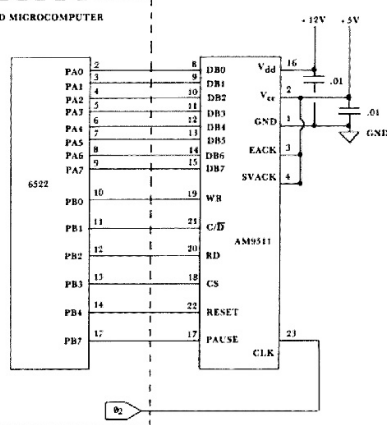 D MICROCOMPUTER
+12V +5V
PA0 2 8 DB0 Vdd 16
.01
PA1 3 9 DB1
PA2 4 10 DB2 Vcc 2
PA3 5 11 DB3
.01
PA4 6 12 DB4 GND 1
PA5 7 13 DB5
GND
PA6 8 14 DB6 EACK 3
PA7 9 15 DB7
SVACK 4
6522
PB0 10 19 WR
PB1 11 21 C/D
AM9511
PB2 12 20 RD
PB3 13 18 CS
PB4 14 22 RESET
PB7 17 17 PAUSE 23
CLK
Ø2